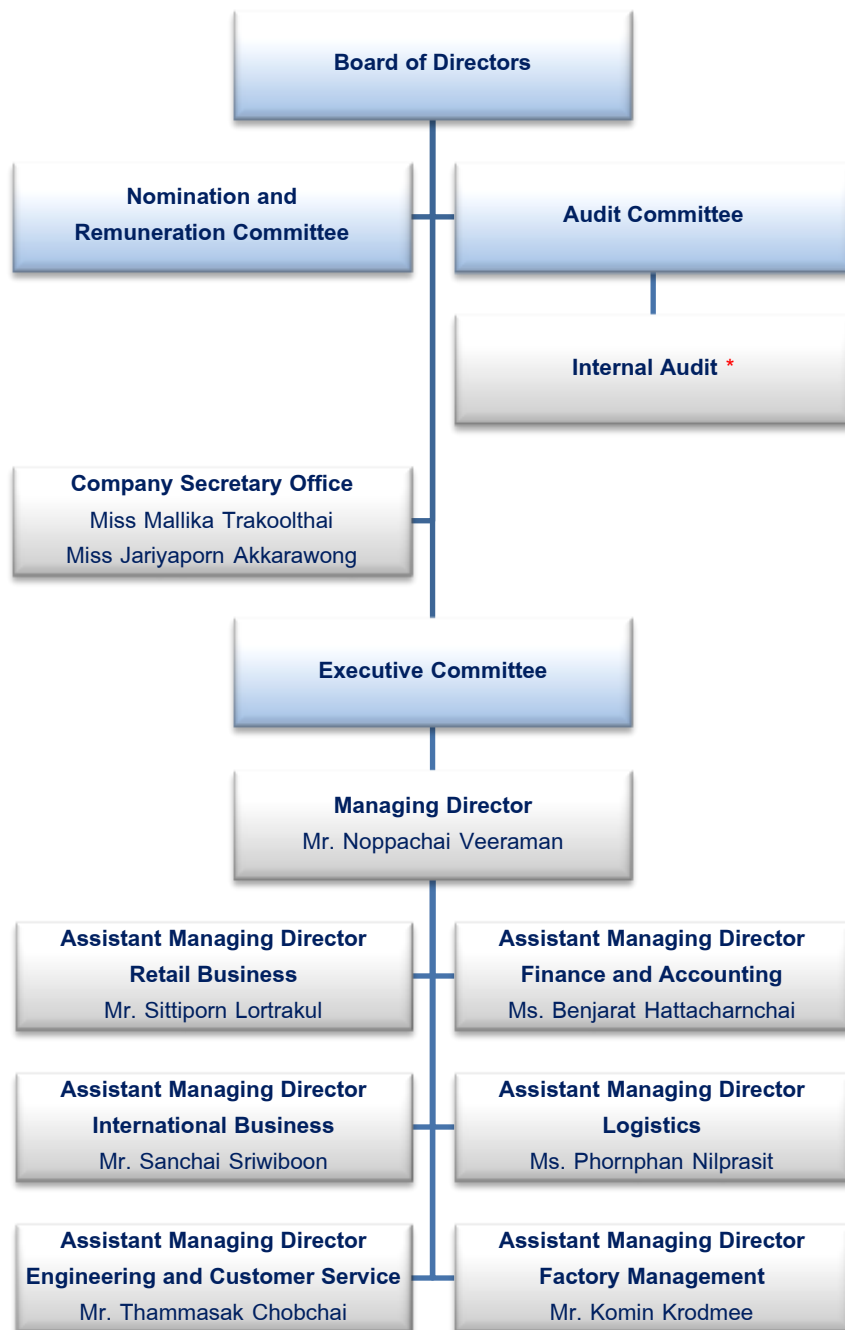 Board of Directors
Nomination and
Remuneration Committee
Audit Committee
Internal Audit *
Company Secretary Office
Miss Mallika Trakoolthai
Miss Jariyaporn Akkarawong
Executive Committee
Managing Director
Mr. Noppachai Veeraman
Assistant Managing Director
Retail Business
Mr. Sittiporn Lortrakul
Assistant Managing Director
Finance and Accounting
Ms. Benjarat Hattacharnchai
Assistant Managing Director
International Business
Mr. Sanchai Sriwiboon
Assistant Managing Director
Logistics
Ms. Phornphan Nilprasit
Assistant Managing Director
Engineering and Customer Service
Mr. Thammasak Chobchai
Assistant Managing Director
Factory Management
Mr. Komin Krodmee